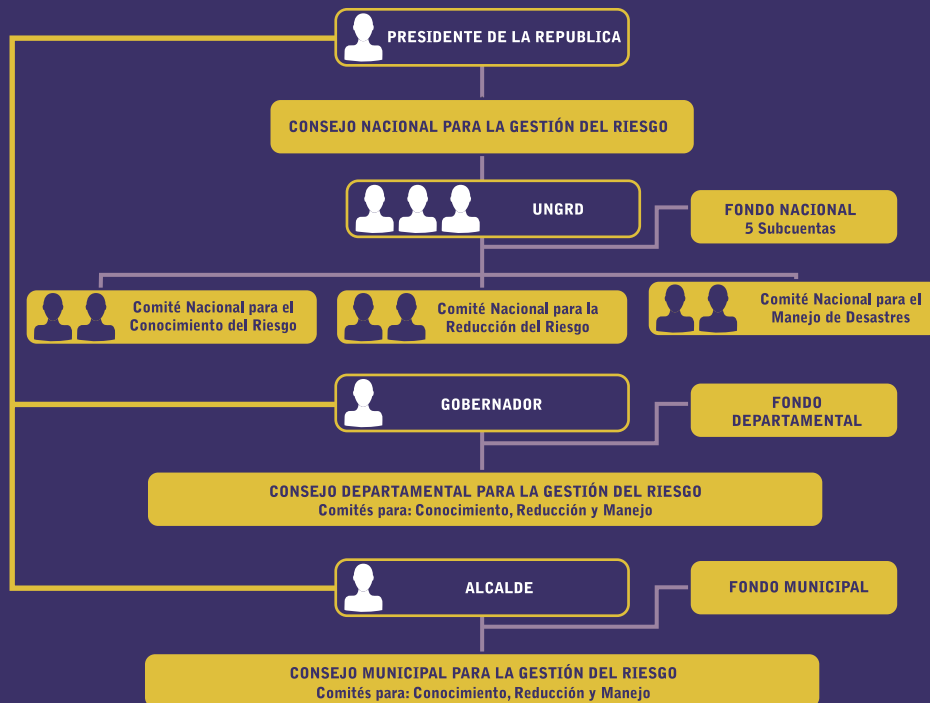 PRESIDENTE DE LA REPUBLICA
CONSEJO NACIONAL PARA LA GESTIÓN DEL RIESGO
UNGRD
FONDO NACIONAL
5 Subcuentas
Comité Nacional para el
Conocimiento del Riesgo
Comité Nacional para la
Reducción del Riesgo
Comité Nacional para el
Manejo de Desastres
GOBERNADOR
FONDO
DEPARTAMENTAL
CONSEJO DEPARTAMENTAL PARA LA GESTIÓN DEL RIESGO
Comités para: Conocimiento, Reducción y Manejo
ALCALDE
FONDO MUNICIPAL
CONSEJO MUNICIPAL PARA LA GESTIÓN DEL RIESGO
Comités para: Conocimiento, Reducción y Manejo